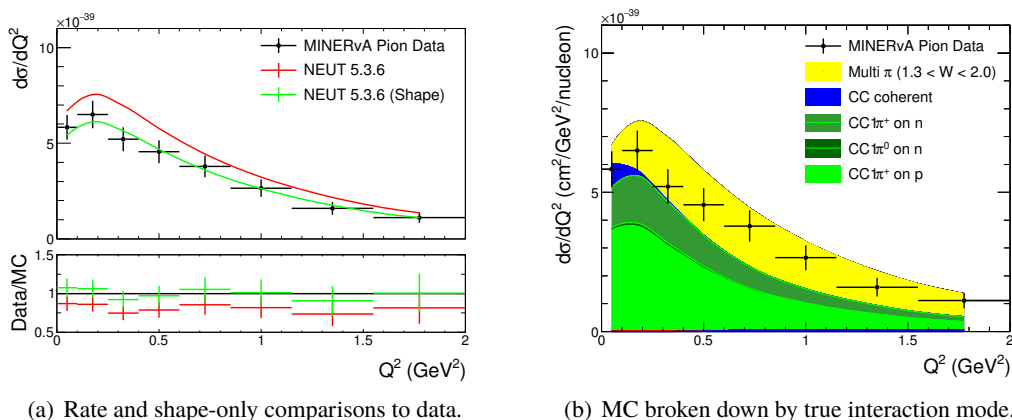 ×10⁻³⁹
dσ/dQ²
10
5
0
MINERvA Pion Data
NEUT 5.3.6
NEUT 5.3.6 (Shape)
Data/MC
1.5
1
0.5
0 0.5 1 1.5 2
Q² (GeV²)
(a) Rate and shape-only comparisons to data.
×10⁻³⁹
dσ/dQ² (cm²/GeV²/nucleon)
10
5
0
MINERvA Pion Data
Multi π (1.3 < W < 2.0)
CC coherent
CC1π⁺ on n
CC1π⁰ on n
CC1π⁺ on p
0 0.5 1 1.5 2
Q² (GeV²)
(b) MC broken down by true interaction mode.